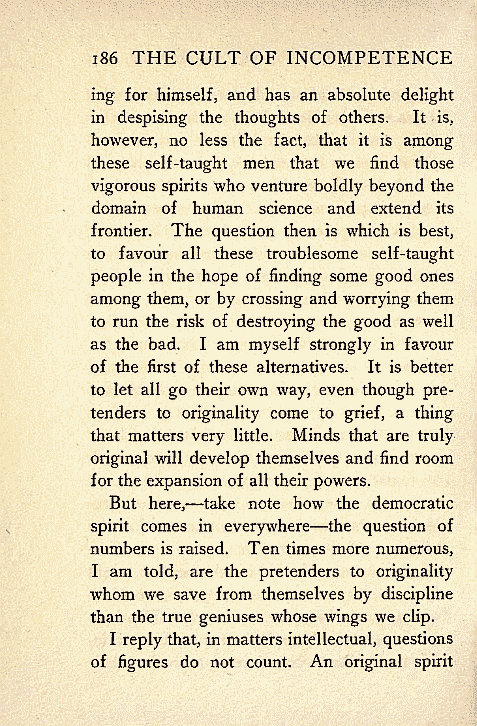 186 THE CULT OF INCOMPETENCE
ing for himself, and has an absolute delight
in despising the thoughts of others. It is,
however, no less the fact, that it is among
these self-taught men that we find those
vigorous spirits who venture boldly beyond the
domain of human science and extend its
frontier. The question then is which is best,
to favour all these troublesome self-taught
people in the hope of finding some good ones
among them, or by crossing and worrying them
to run the risk of destroying the good as well
as the bad. I am myself strongly in favour
of the first of these alternatives. It is better
to let all go their own way, even though pre-
tenders to originality come to grief, a thing
that matters very little. Minds that are truly
original will develop themselves and find room
for the expansion of all their powers.
But here,—take note how the democratic
spirit comes in everywhere—the question of
numbers is raised. Ten times more numerous,
I am told, are the pretenders to originality
whom we save from themselves by discipline
than the true geniuses whose wings we clip.
I reply that, in matters intellectual, questions
of figures do not count. An original spirit